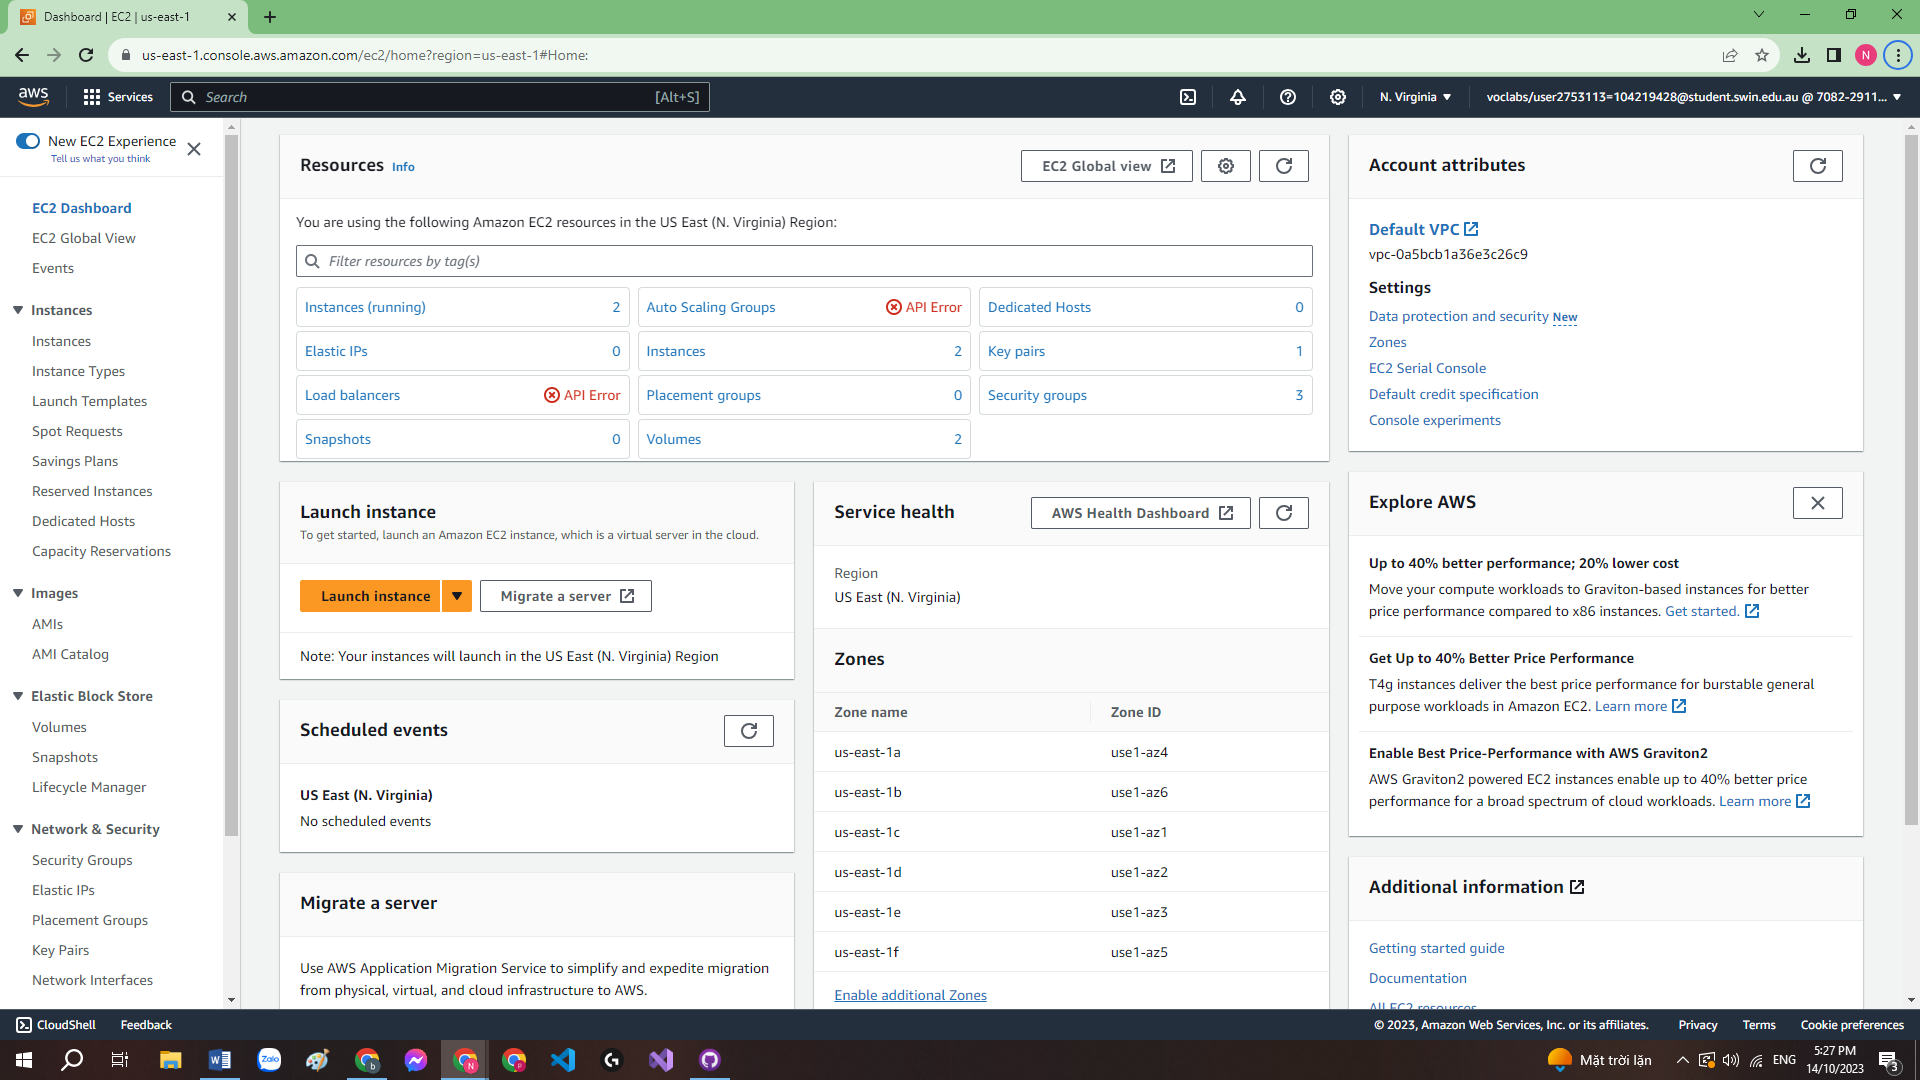 Dashboard | EC2 | us-east-1
us-east-1.console.aws.amazon.com/ec2/home?region=us-east-1#Home:
N
aws
Services
Search
[Alt+S]
N. Virginia
voclabs/user2753113=104219428@student.swin.edu.au @ 7082-2911...
New EC2 Experience
Tell us what you think
EC2 Dashboard
EC2 Global View
Events
Instances
Instances
Instance Types
Launch Templates
Spot Requests
Savings Plans
Reserved Instances
Dedicated Hosts
Capacity Reservations
Images
AMIs
AMI Catalog
Elastic Block Store
Volumes
Snapshots
Lifecycle Manager
Network & Security
Security Groups
Elastic IPs
Placement Groups
Key Pairs
Network Interfaces
Resources Info
EC2 Global view
You are using the following Amazon EC2 resources in the US East (N. Virginia) Region:
Filter resources by tag(s)
Instances (running) 2
Auto Scaling Groups API Error
Dedicated Hosts 0
Elastic IPs 0
Instances 2
Key pairs 1
Load balancers API Error
Placement groups 0
Security groups 3
Snapshots 0
Volumes 2
Launch instance
To get started, launch an Amazon EC2 instance, which is a virtual server in the cloud.
Launch instance
Migrate a server
Note: Your instances will launch in the US East (N. Virginia) Region
Scheduled events
US East (N. Virginia)
No scheduled events
Migrate a server
Use AWS Application Migration Service to simplify and expedite migration
from physical, virtual, and cloud infrastructure to AWS.
Service health
AWS Health Dashboard
Region
US East (N. Virginia)
Zones
Zone name Zone ID
us-east-1a use1-az4
us-east-1b use1-az6
us-east-1c use1-az1
us-east-1d use1-az2
us-east-1e use1-az3
us-east-1f use1-az5
Enable additional Zones
Account attributes
Default VPC
vpc-0a5bcb1a36e3c26c9
Settings
Data protection and security New
Zones
EC2 Serial Console
Default credit specification
Console experiments
Explore AWS
Up to 40% better performance; 20% lower cost
Move your compute workloads to Graviton-based instances for better
price performance compared to x86 instances. Get started.
Get Up to 40% Better Price Performance
T4g instances deliver the best price performance for burstable general
purpose workloads in Amazon EC2. Learn more
Enable Best Price-Performance with AWS Graviton2
AWS Graviton2 powered EC2 instances enable up to 40% better price
performance for a broad spectrum of cloud workloads. Learn more
Additional information
Getting started guide
Documentation
All EC2 resources
CloudShell
Feedback
© 2023, Amazon Web Services, Inc. or its affiliates.
Privacy
Terms
Cookie preferences
Zalo
Mặt trời lặn
ENG
5:27 PM
14/10/2023
3